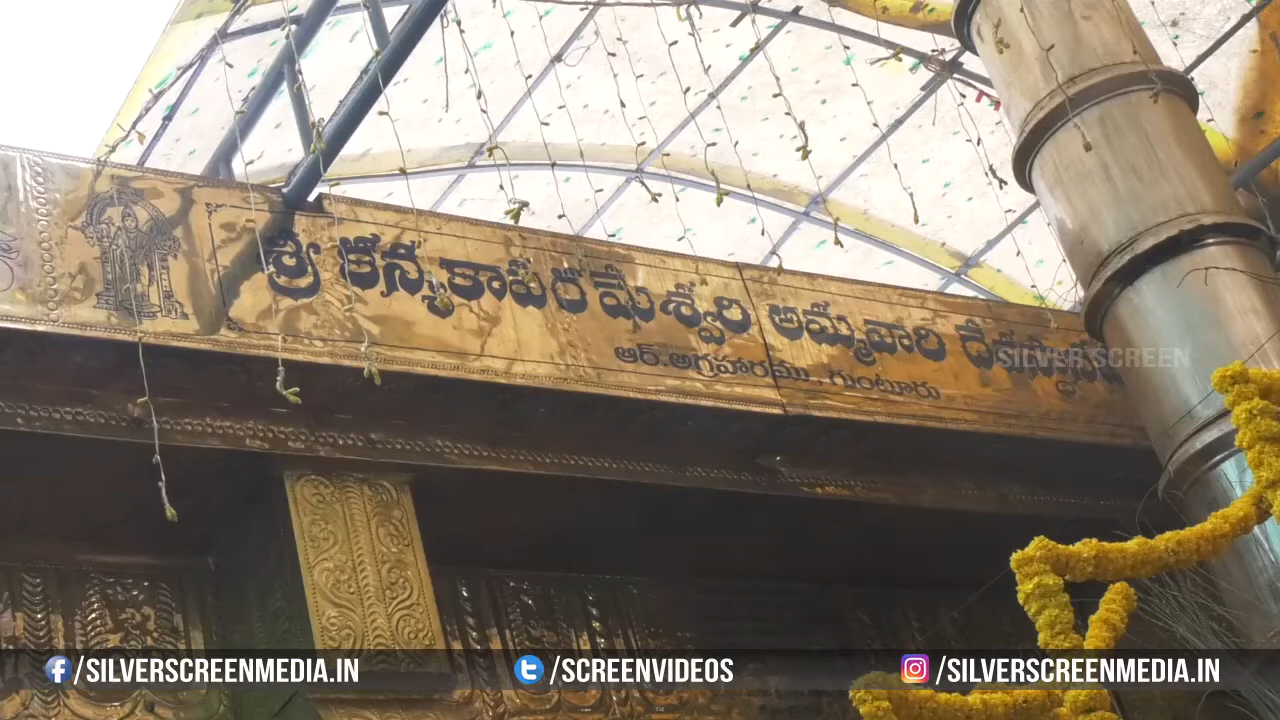 శ్రీ కన్యకాపరమేశ్వరి అమ్మవారి
ఆర్.అగ్రహారము, గుంటూరు
SILVER SCREEN
/SILVERSCREENMEDIA.IN
/SCREENVIDEOS
/SILVERSCREENMEDIA.IN